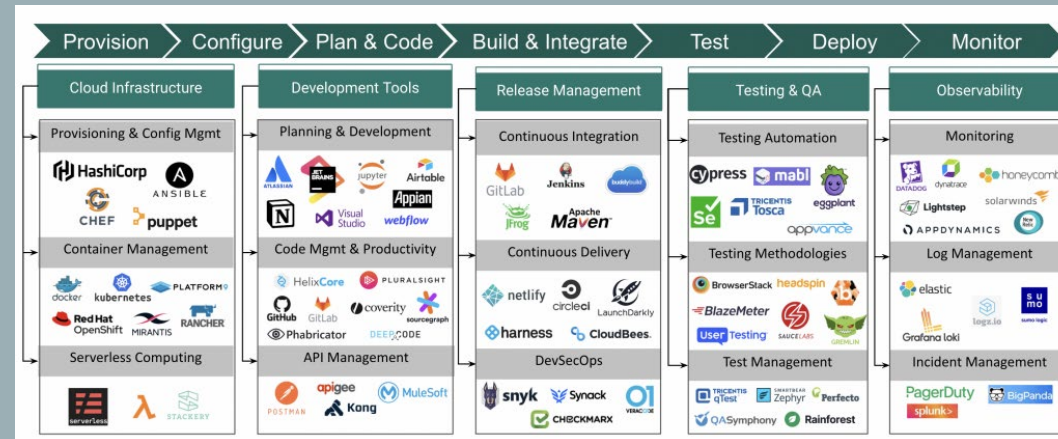 Provision Configure Plan & Code Build & Integrate Test Deploy Monitor
Cloud Infrastructure
Provisioning & Config Mgmt
HashiCorp
ANSIBLE
CHEF
puppet
Container Management
docker
kubernetes
PLATFORM9
Red Hat
OpenShift
MIRANTIS
RANCHER
Serverless Computing
serverless
STACKERY
Development Tools
Planning & Development
ATLASSIAN
JET
BRAINS
jupyter
Airtable
Appian
Visual
Studio
webflow
Code Mgmt & Productivity
HelixCore
PLURALSIGHT
GitHub
GitLab
coverity
sourcegraph
Phabricator
DEEPCODE
API Management
POSTMAN
apigee
Kong
MuleSoft
Release Management
Continuous Integration
GitLab
Jenkins
buddybuild
JFrog
Apache
Maven
Continuous Delivery
netlify
circleci
LaunchDarkly
harness
CloudBees.
DevSecOps
snyk
Synack
VERACODE
CHECKMARX
Testing & QA
Testing Automation
cypress
mabl
eggplant
Se
TRICENTIS
Tosca
appvance
Testing Methodologies
BrowserStack
headspin
BlazeMeter
SAUCELABS
GREMLIN
UserTesting
Test Management
TRICENTIS
qTest
SMARTBEAR
Zephyr
Perfecto
QASymphony
Rainforest
Observability
Monitoring
DATADOG
dynatrace
honeycomb
Lightstep
solarwinds
APPDYNAMICS
New
Relic
Log Management
elastic
logz.io
sumo
sumo logic
Grafana loki
Incident Management
PagerDuty
BigPanda
splunk>